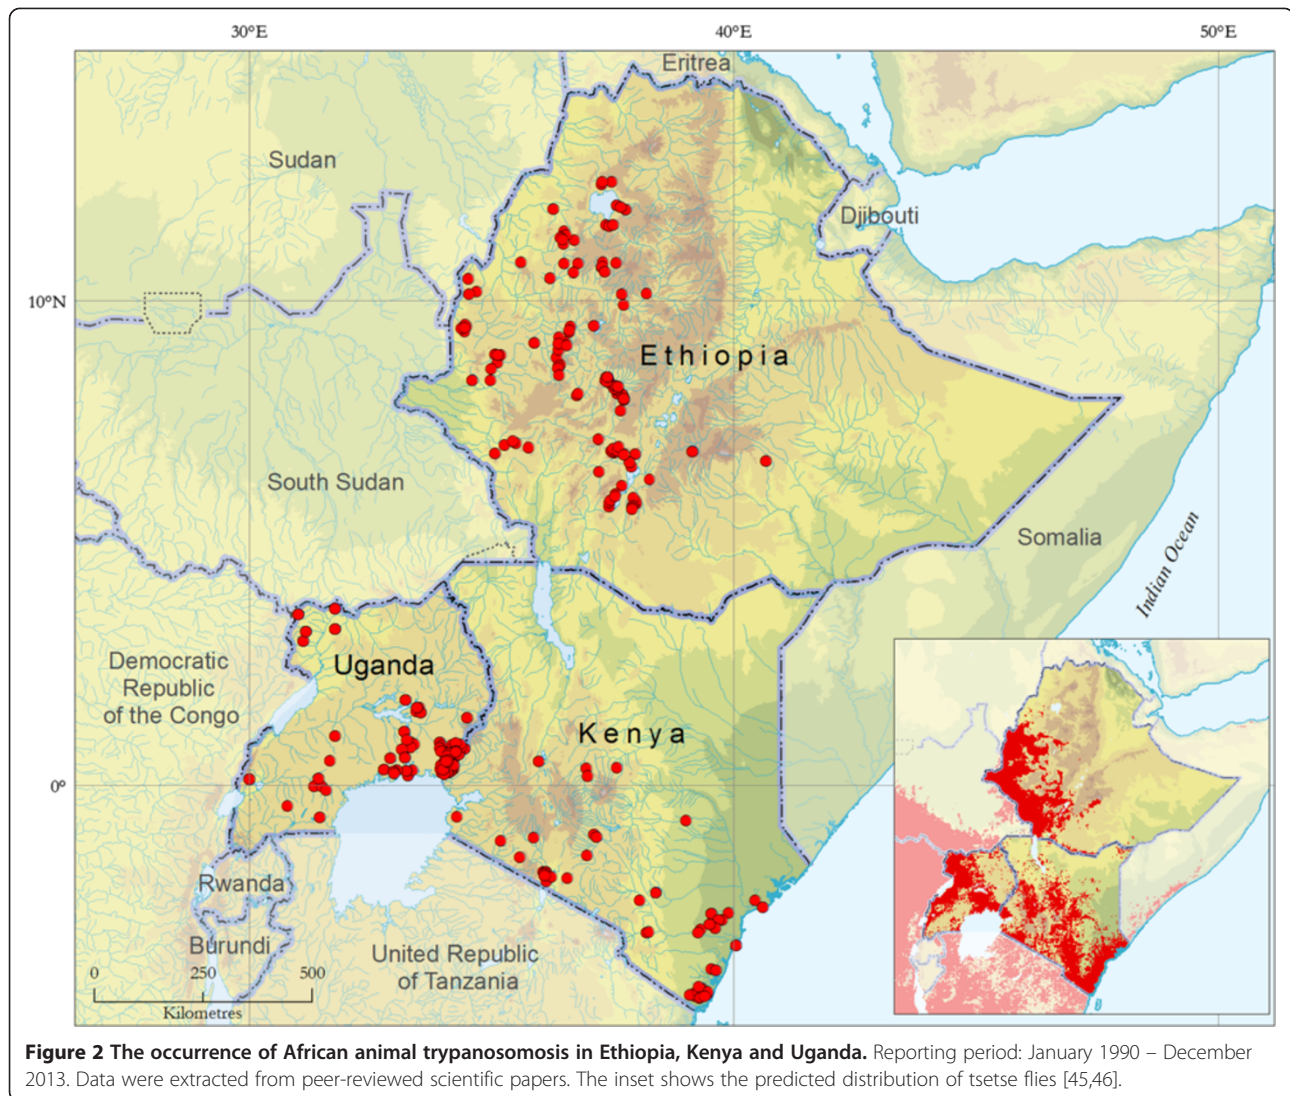 30°E
40°E
50°E
Eritrea
Sudan
Djibouti
10°N
Ethiopia
South Sudan
Somalia
Indian Ocean
Democratic
Republic
of the Congo
Uganda
Kenya
0°
Rwanda
Burundi
United Republic
of Tanzania
0 250 500
Kilometres
Figure 2 The occurrence of African animal trypanosomosis in Ethiopia, Kenya and Uganda. Reporting period: January 1990 – December
2013. Data were extracted from peer-reviewed scientific papers. The inset shows the predicted distribution of tsetse flies [45,46].